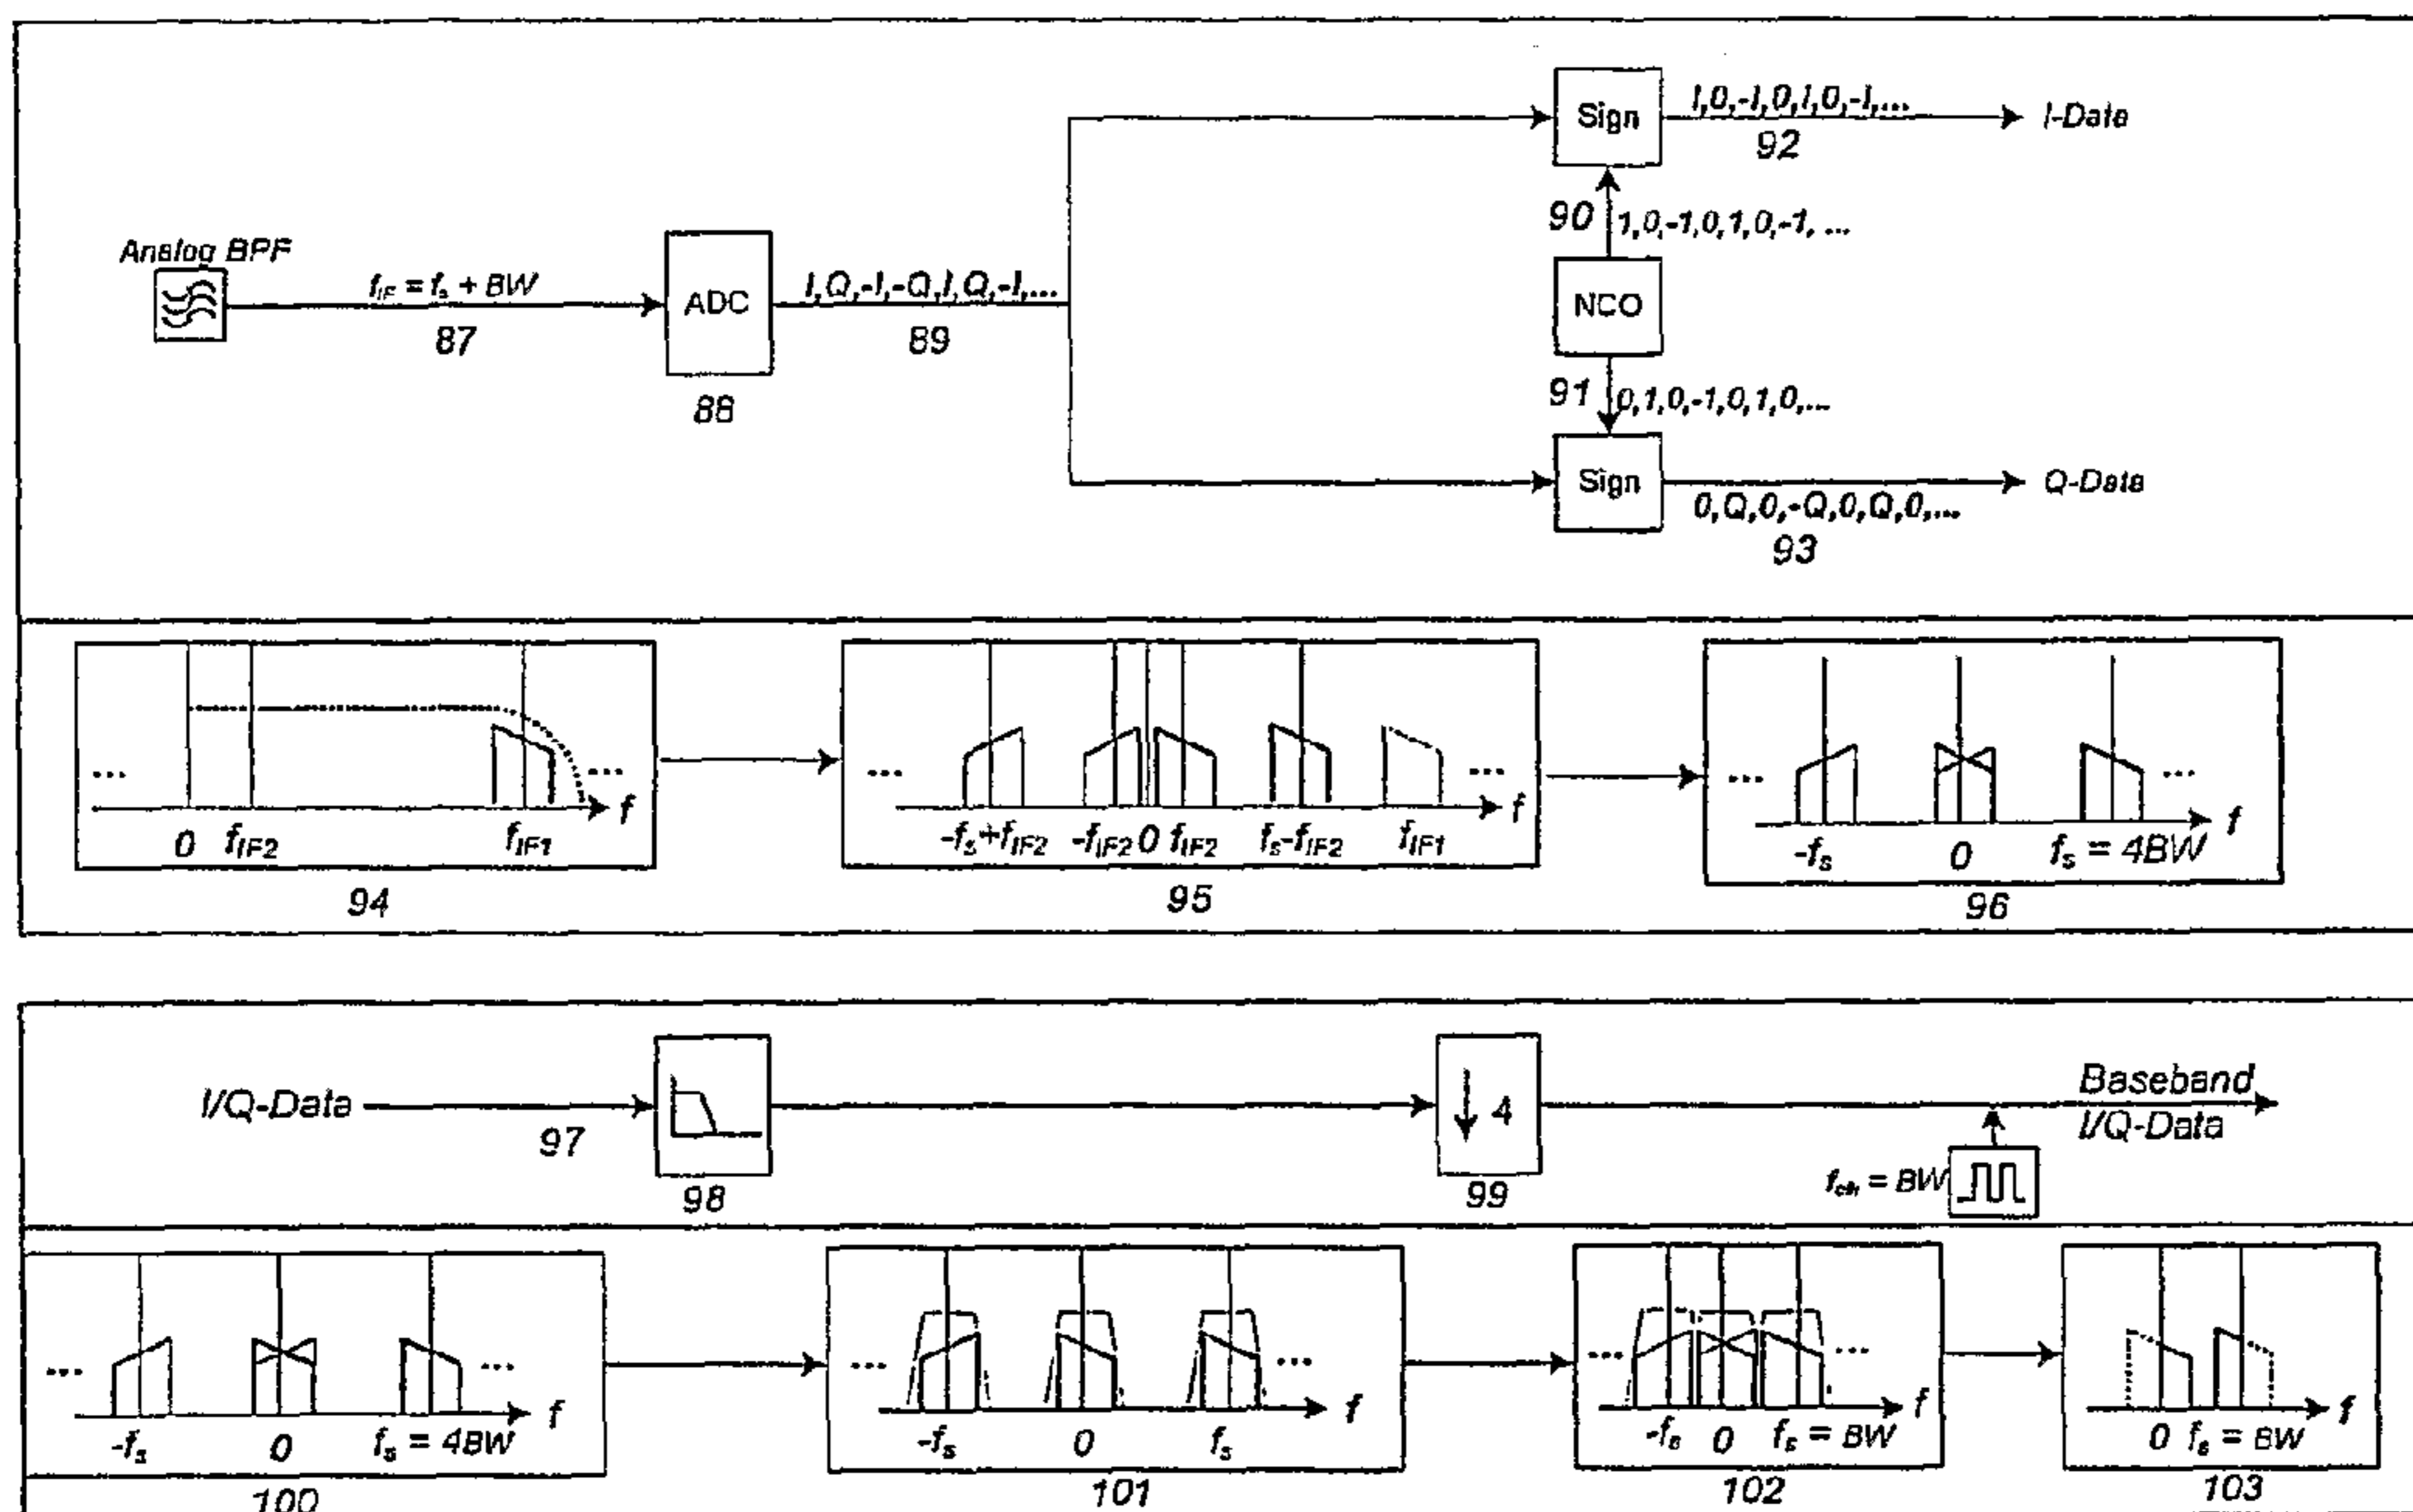 Sign
I,0,-I,0,I,0,-I,...
I-Data
92
90
1,0,-1,0,1,0,-1, ...
Analog BPF
f_IF = f_s + BW
87
ADC
88
I,Q,-I,-Q,I,Q,-I,...
89
NCO
91
0,1,0,-1,0,1,0,...
Sign
Q-Data
0,Q,0,-Q,0,Q,0,...
93
... ...
0 f_IF2 f_IF1 f
94
... ...
-f_s+f_IF2 -f_IF2 0 f_IF2 f_s-f_IF2 f_IF1 f
95
... ...
-f_s 0 f_s = 4BW f
96
I/Q-Data
97
98
↓ 4
99
Baseband
I/Q-Data
= BW
... ...
-f_s 0 f_s = 4BW f
100
... ...
-f_s 0 f_s f
101
... ...
-f_s 0 f_s = BW f
102
0 f_s = BW f
103